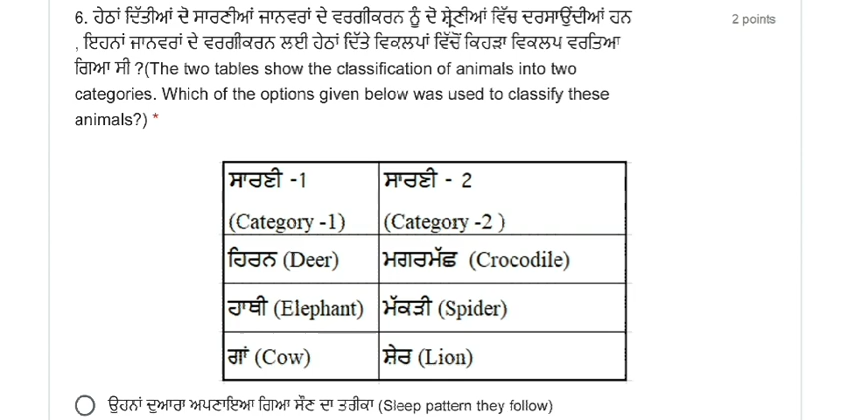 6. ਹੇਠਾਂ ਦਿੱਤੀਆਂ ਦੋ ਸਾਰਣੀਆਂ ਜਾਨਵਰਾਂ ਦੇ ਵਰਗੀਕਰਨ ਨੂੰ ਦੋ ਸ਼੍ਰੇਣੀਆਂ ਵਿੱਚ ਦਰਸਾਉਂਦੀਆਂ ਹਨ
2 points
, ਇਹਨਾਂ ਜਾਨਵਰਾਂ ਦੇ ਵਰਗੀਕਰਨ ਲਈ ਹੇਠਾਂ ਦਿੱਤੇ ਵਿਕਲਪਾਂ ਵਿੱਚੋਂ ਕਿਹੜਾ ਵਿਕਲਪ ਵਰਤਿਆ
ਗਿਆ ਸੀ ?(The two tables show the classification of animals into two
categories. Which of the options given below was used to classify these
animals?) *
ਸਾਰਣੀ -1 ਸਾਰਣੀ - 2
(Category -1) (Category -2 )
ਹਿਰਨ (Deer) ਮਗਰਮੱਛ (Crocodile)
ਹਾਥੀ (Elephant) ਮੱਕੜੀ (Spider)
ਗਾਂ (Cow) ਸ਼ੇਰ (Lion)
ਉਹਨਾਂ ਦੁਆਰਾ ਅਪਣਾਇਆ ਗਿਆ ਸੌਣ ਦਾ ਤਰੀਕਾ (Sleep pattern they follow)